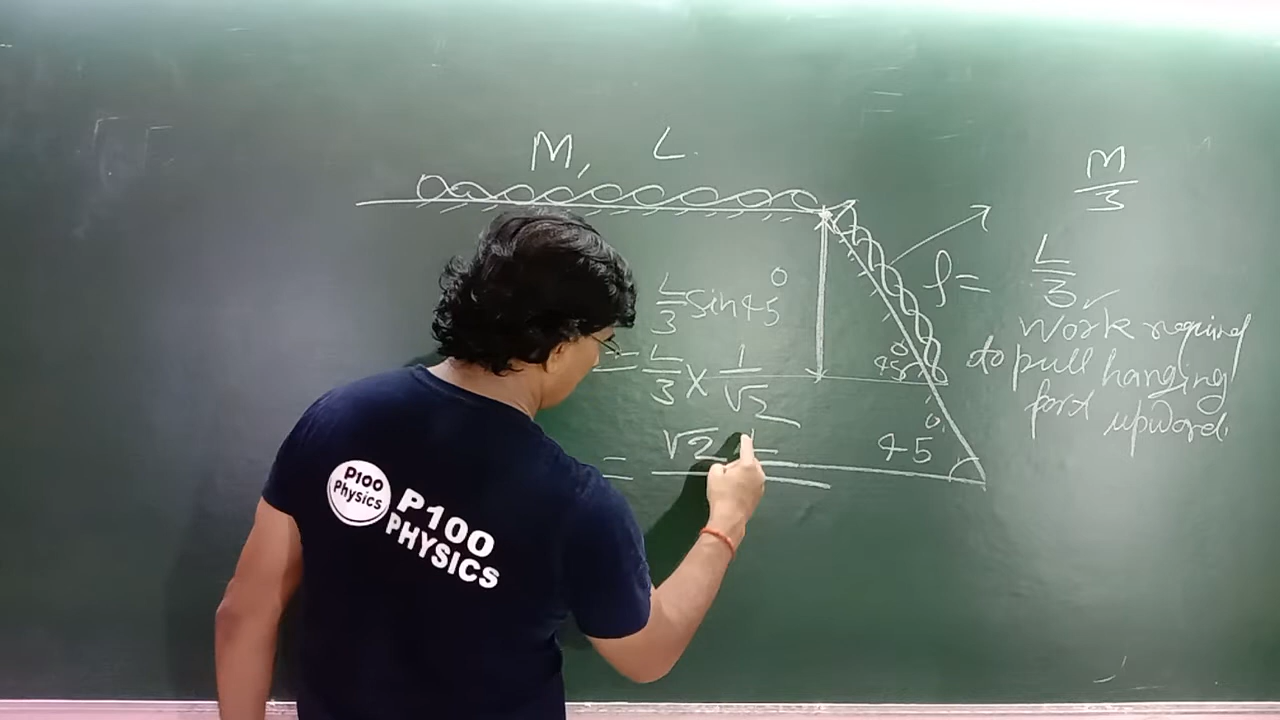 M, L
M
3
L
3
ρ =
L/3 sin 45°
= L/3 × 1/√2
= √2 L
45°
45°
Work required
to pull hanging
part upward.
P100
Physics
P100
PHYSICS